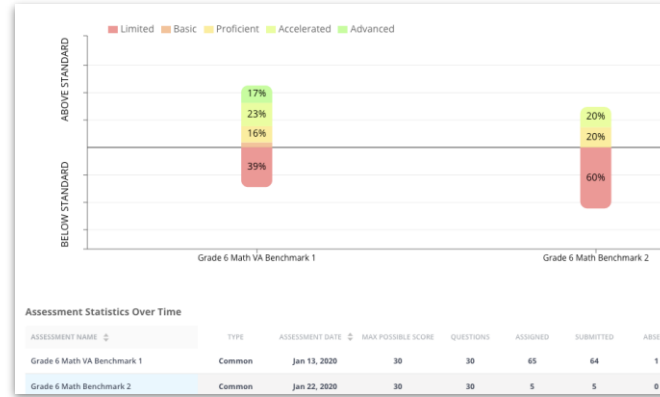 Limited Basic Proficient Accelerated Advanced
ABOVE STANDARD
BELOW STANDARD
17%
23%
16%
39%
20%
20%
60%
Grade 6 Math VA Benchmark 1 Grade 6 Math Benchmark 2
Assessment Statistics Over Time
ASSESSMENT NAME TYPE ASSESSMENT DATE MAX POSSIBLE SCORE QUESTIONS ASSIGNED SUBMITTED ABSE
Grade 6 Math VA Benchmark 1 Common Jan 13, 2020 30 30 65 64 1
Grade 6 Math Benchmark 2 Common Jan 22, 2020 30 30 5 5 0